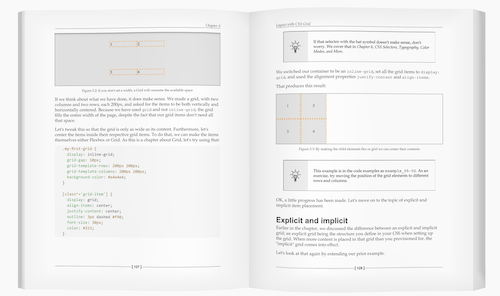 Chapter 5
Figure 5.2: If you don't set a width, a Grid will consume the available space
If we think about what we have done, it does make sense. We made a grid, with two
columns and two rows, each 200px, and asked for the items to be both vertically and
horizontally centered. Because we have used grid and not inline-grid, the grid
fills the entire width of the page, despite the fact that our grid items don't need all
that space.
Let's tweak this so that the grid is only as wide as its content. Furthermore, let's
center the items inside their respective grid items. To do that, we can make the items
themselves either Flexbox or Grid. As this is a chapter about Grid, let's try using that:
.my-first-grid {
display: inline-grid;
grid-gap: 10px;
grid-template-rows: 200px 200px;
grid-template-columns: 200px 200px;
background-color: #e4e4e4;
}
[class^='grid-item'] {
display: grid;
align-items: center;
justify-content: center;
outline: 3px dashed #f90;
font-size: 30px;
color: #333;
}
[ 127 ]
Layout with CSS Grid
If that selector with the hat symbol doesn't make sense, don't
worry. We cover that in Chapter 6, CSS Selectors, Typography, Color
Modes, and More.
We switched our container to be an inline-grid, set all the grid items to display:
grid, and used the alignment properties justify-content and align-items.
That produces this result:
1 2
3 4
Figure 5.3: By making the child elements flex or grid we can center their content
This example is in the code examples as example_05-02. As an
exercise, try moving the position of the grid elements to different
rows and columns.
OK, a little progress has been made. Let's move on to the topic of explicit and
implicit item placement.
Explicit and implicit
Earlier in the chapter, we discussed the difference between an explicit and implicit
grid; an explicit grid being the structure you define in your CSS when setting up
the grid. When more content is placed in that grid than you provisioned for, the
"implicit" grid comes into effect.
Let's look at that again by extending our prior example.
[ 128 ]